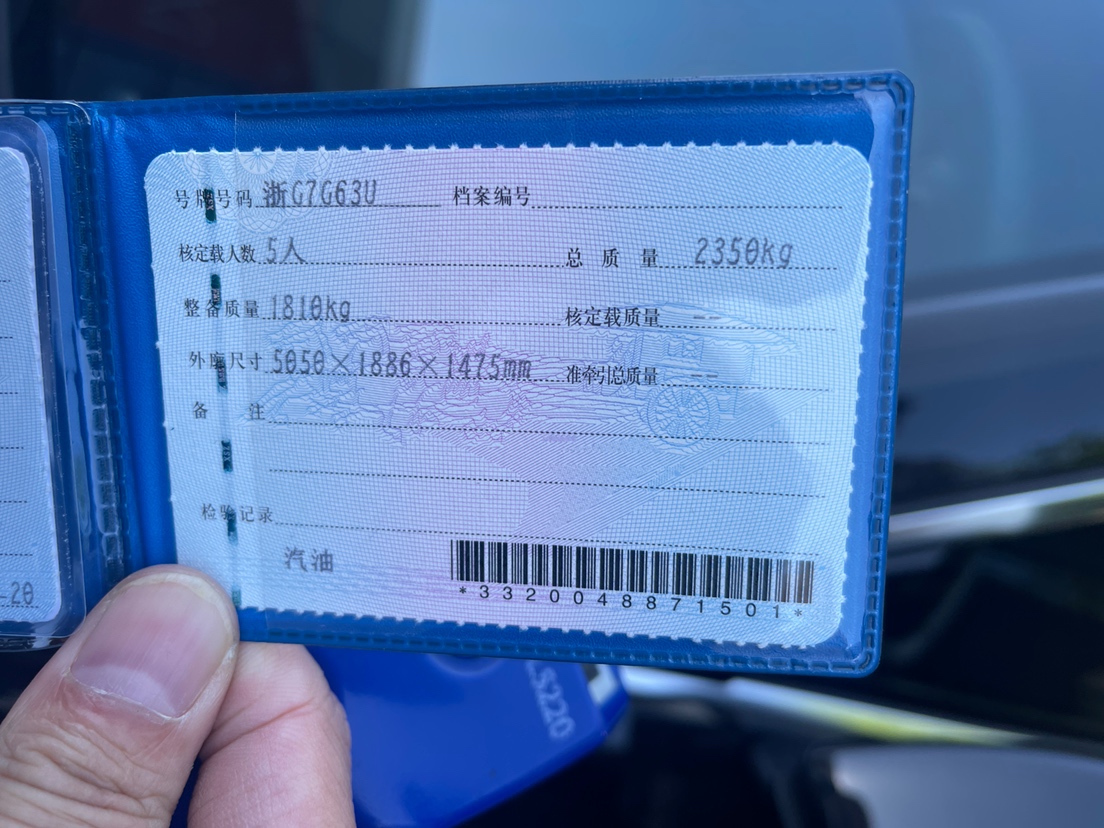 号牌号码 浙G7G63U 档案编号
核定载人数 5人 总质量 2350kg
整备质量 1810kg 核定载质量 --
外廓尺寸 5050×1886×1475mm 准牵引总质量 --
备注
检验记录
汽油
*3320048871501*
-20
S220